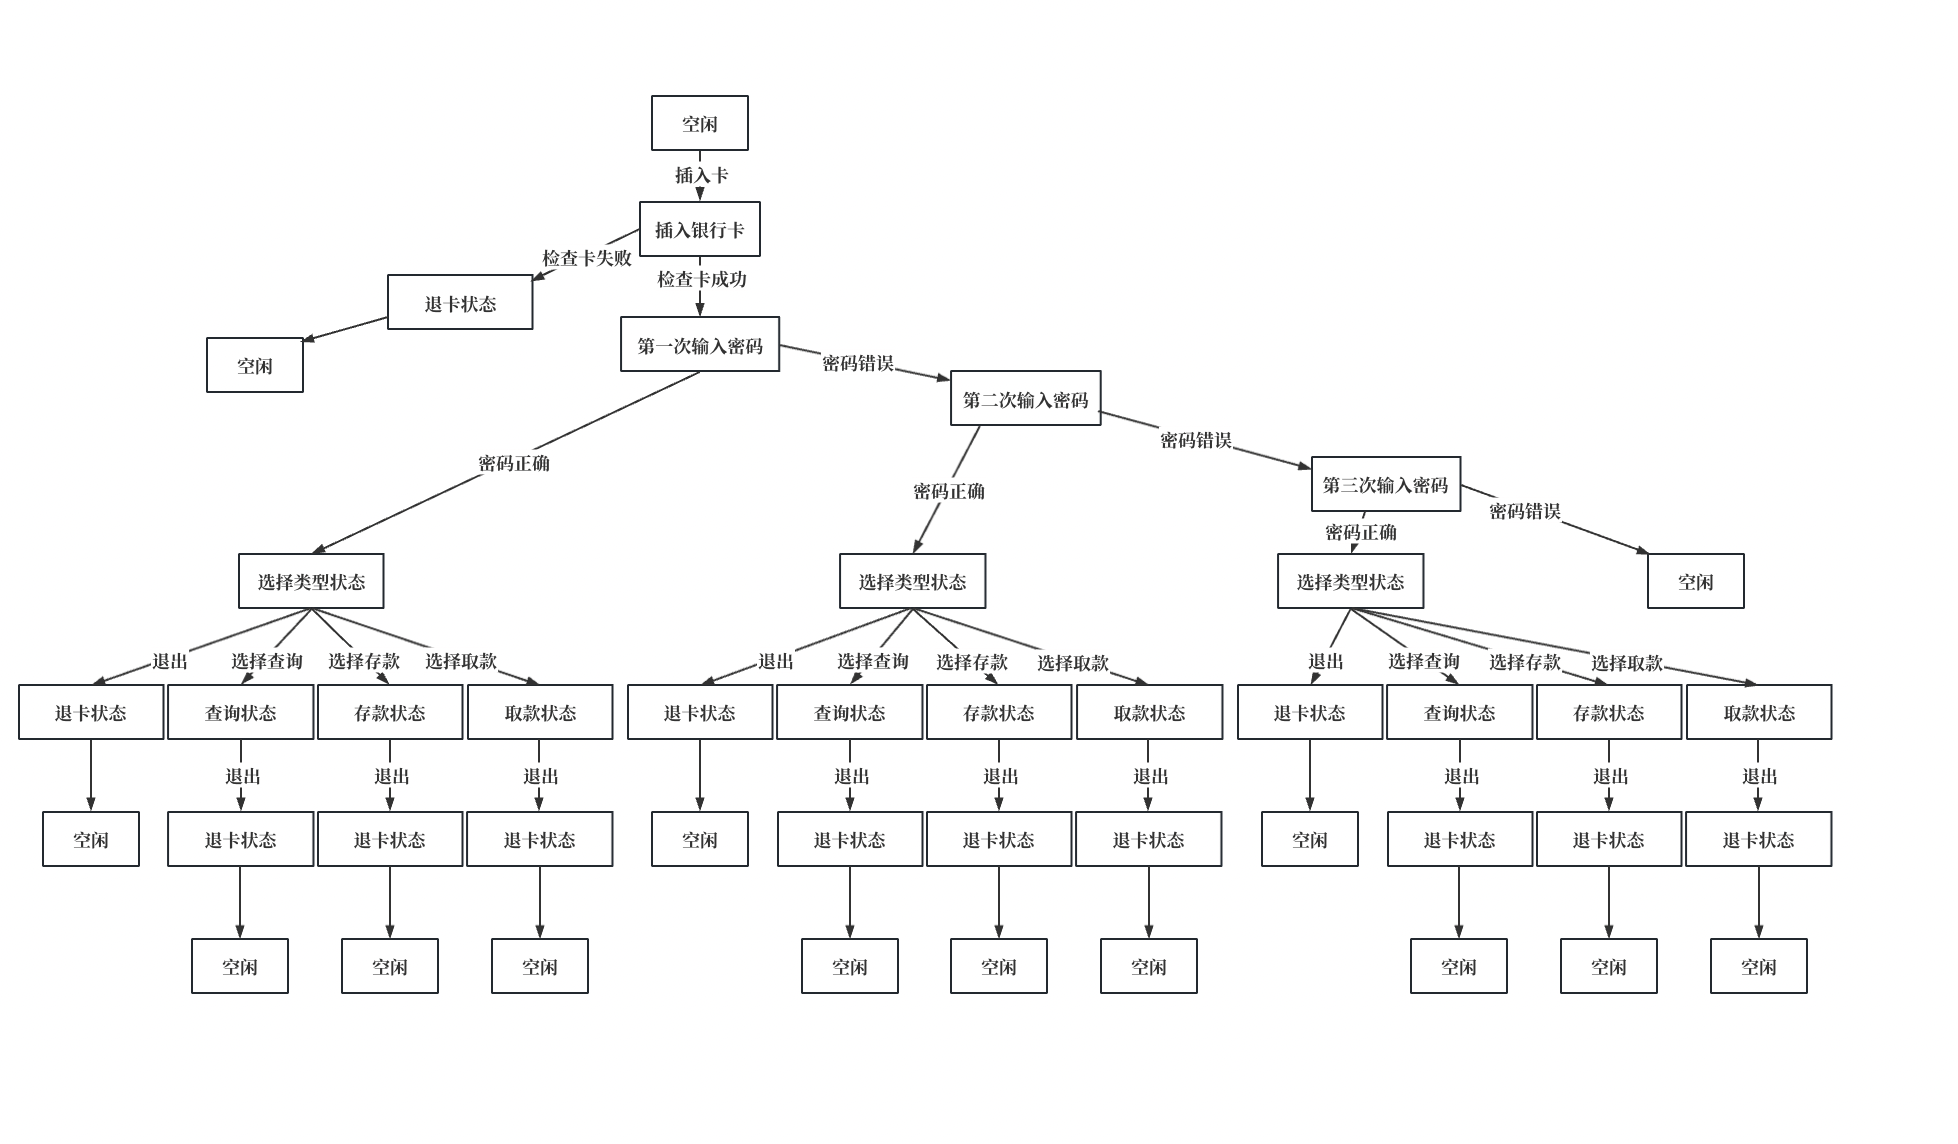 空闲
插入卡
插入银行卡
检查卡失败
检查卡成功
退卡状态
空闲
第一次输入密码
密码错误
第二次输入密码
密码错误
密码正确
密码正确
第三次输入密码
密码错误
密码正确
选择类型状态
选择类型状态
选择类型状态
空闲
退出
选择查询
选择存款
选择取款
退出
选择查询
选择存款
选择取款
退出
选择查询
选择存款
选择取款
退卡状态
查询状态
存款状态
取款状态
退卡状态
查询状态
存款状态
取款状态
退卡状态
查询状态
存款状态
取款状态
退出
退出
退出
退出
退出
退出
退出
退出
退出
空闲
退卡状态
退卡状态
退卡状态
空闲
退卡状态
退卡状态
退卡状态
空闲
退卡状态
退卡状态
退卡状态
空闲
空闲
空闲
空闲
空闲
空闲
空闲
空闲
空闲